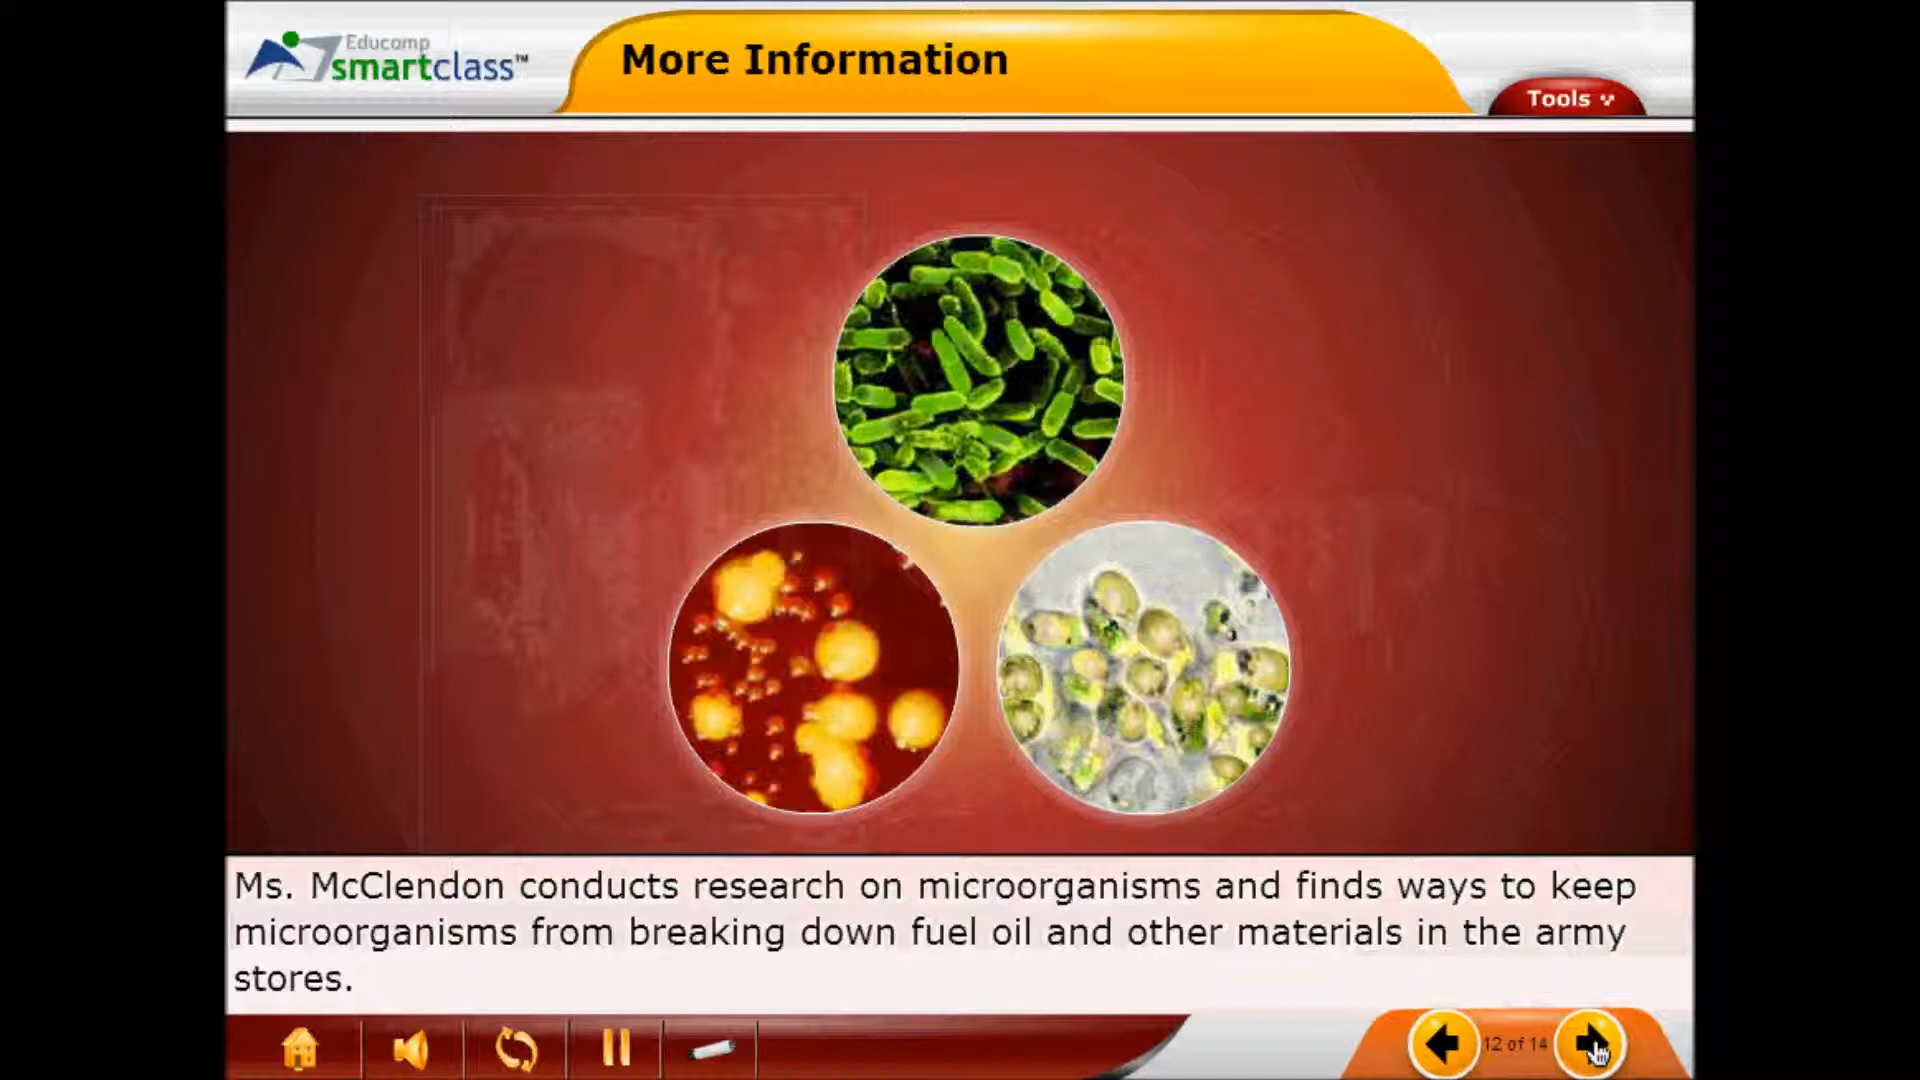 Educomp
smartclass™
More Information
Tools
Ms. McClendon conducts research on microorganisms and finds ways to keep
microorganisms from breaking down fuel oil and other materials in the army
stores.
12 of 14